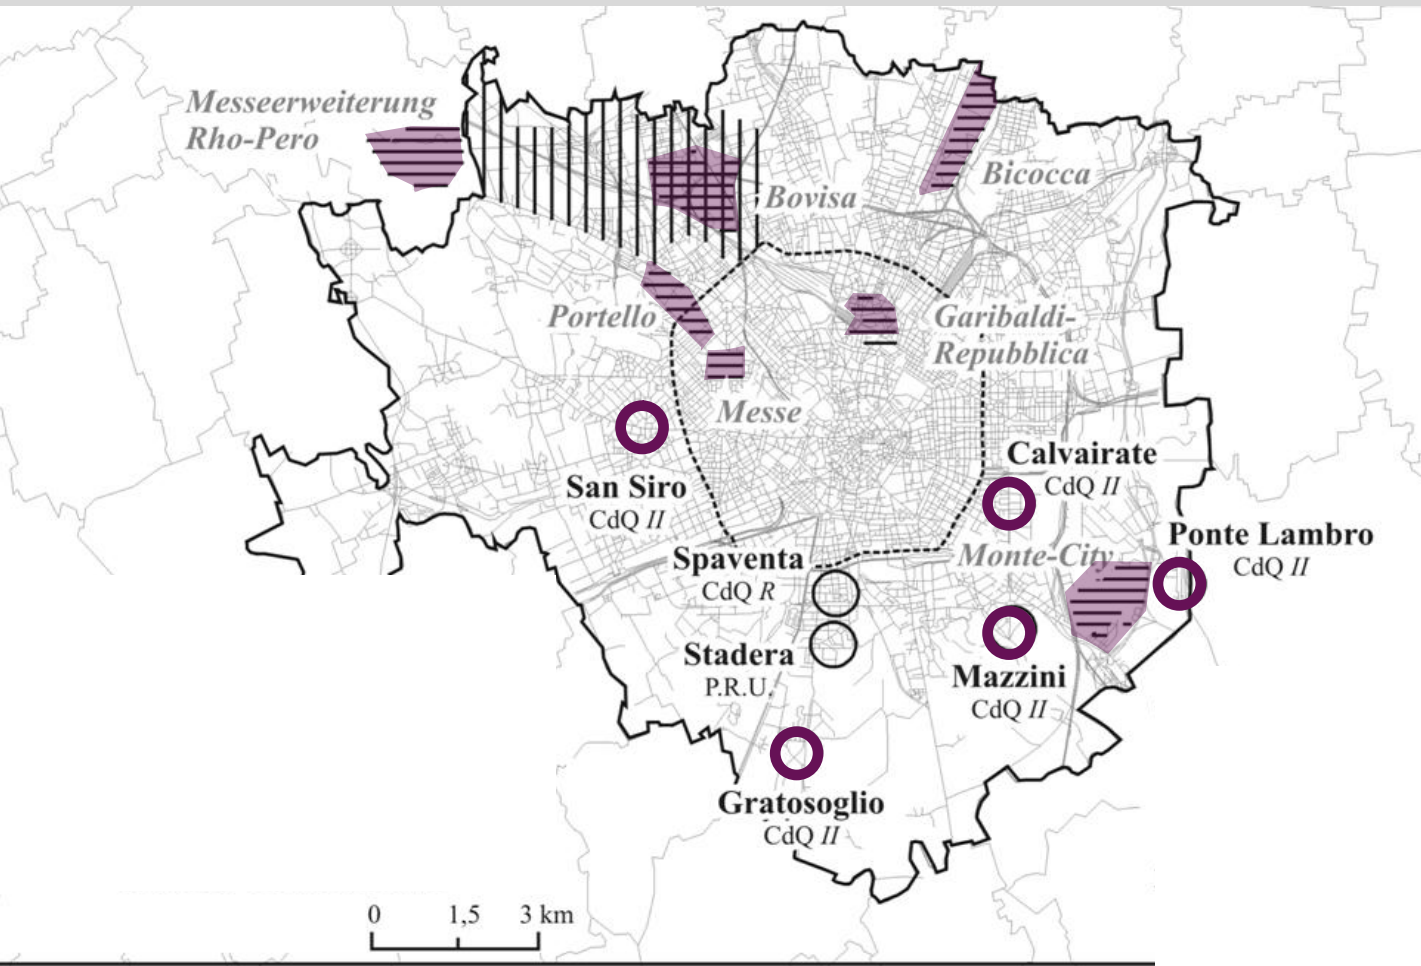 Messeerweiterung
Rho-Pero
Bicocca
Bovisa
Portello
Garibaldi-
Repubblica
Messe
Calvairate
CdQ II
San Siro
CdQ II
Ponte Lambro
CdQ II
Monte-City
Spaventa
CdQ R
Stadera
P.R.U.
Mazzini
CdQ II
Gratosoglio
CdQ II
0 1,5 3 km